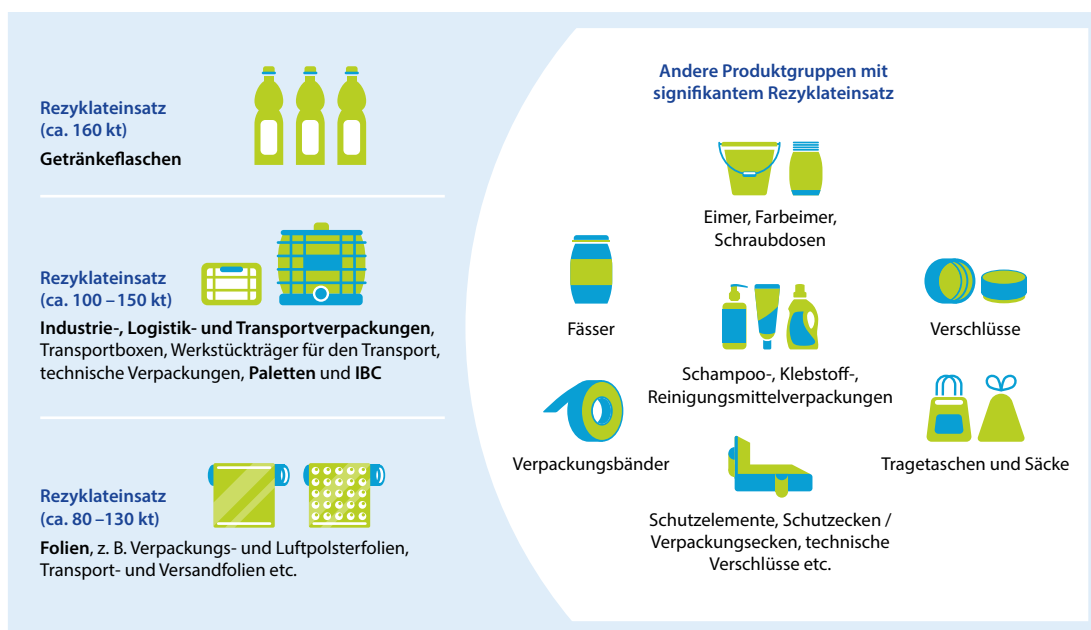 Rezyklateinsatz
(ca. 160 kt)
Getränkeflaschen
Rezyklateinsatz
(ca. 100 – 150 kt)
Industrie-, Logistik- und Transportverpackungen,
Transportboxen, Werkstückträger für den Transport,
technische Verpackungen, Paletten und IBC
Rezyklateinsatz
(ca. 80 – 130 kt)
Folien, z. B. Verpackungs- und Luftpolsterfolien,
Transport- und Versandfolien etc.
Andere Produktgruppen mit
signifikantem Rezyklateinsatz
Eimer, Farbeimer,
Schraubdosen
Fässer
Verschlüsse
Schampoo-, Klebstoff-,
Reinigungsmittelverpackungen
Verpackungsbänder
Tragetaschen und Säcke
Schutzelemente, Schutzecken /
Verpackungsecken, technische
Verschlüsse etc.